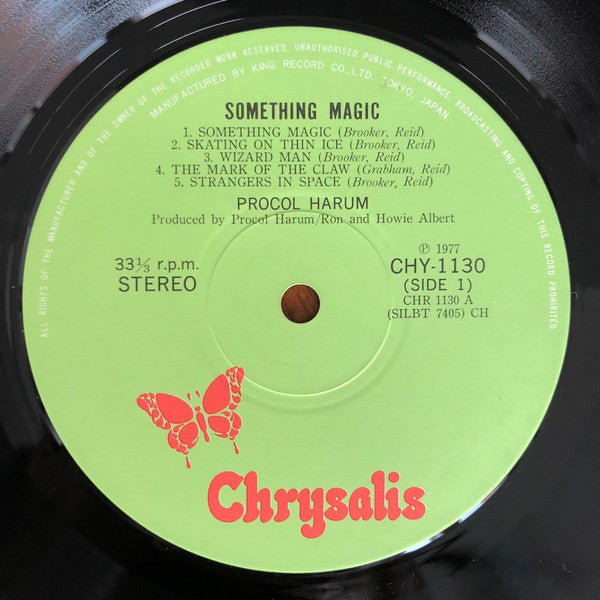 ALL RIGHTS OF THE MANUFACTURER AND OF THE OWNER OF THE RECORDED WORK RESERVED. UNAUTHORISED PUBLIC PERFORMANCE, BROADCASTING AND COPYING OF THIS RECORD PROHIBITED.
MANUFACTURED BY KING RECORD CO., LTD. TOKYO, JAPAN.
SOMETHING MAGIC
1. SOMETHING MAGIC (Brooker, Reid)
2. SKATING ON THIN ICE (Brooker, Reid)
3. WIZARD MAN (Brooker, Reid)
4. THE MARK OF THE CLAW (Grabham, Reid)
5. STRANGERS IN SPACE (Brooker, Reid)
PROCOL HARUM
Produced by Procol Harum/Ron and Howie Albert
33⅓ r.p.m.
STEREO
℗ 1977
CHY-1130
(SIDE 1)
CHR 1130 A
(SILBT 7405) CH
Chrysalis